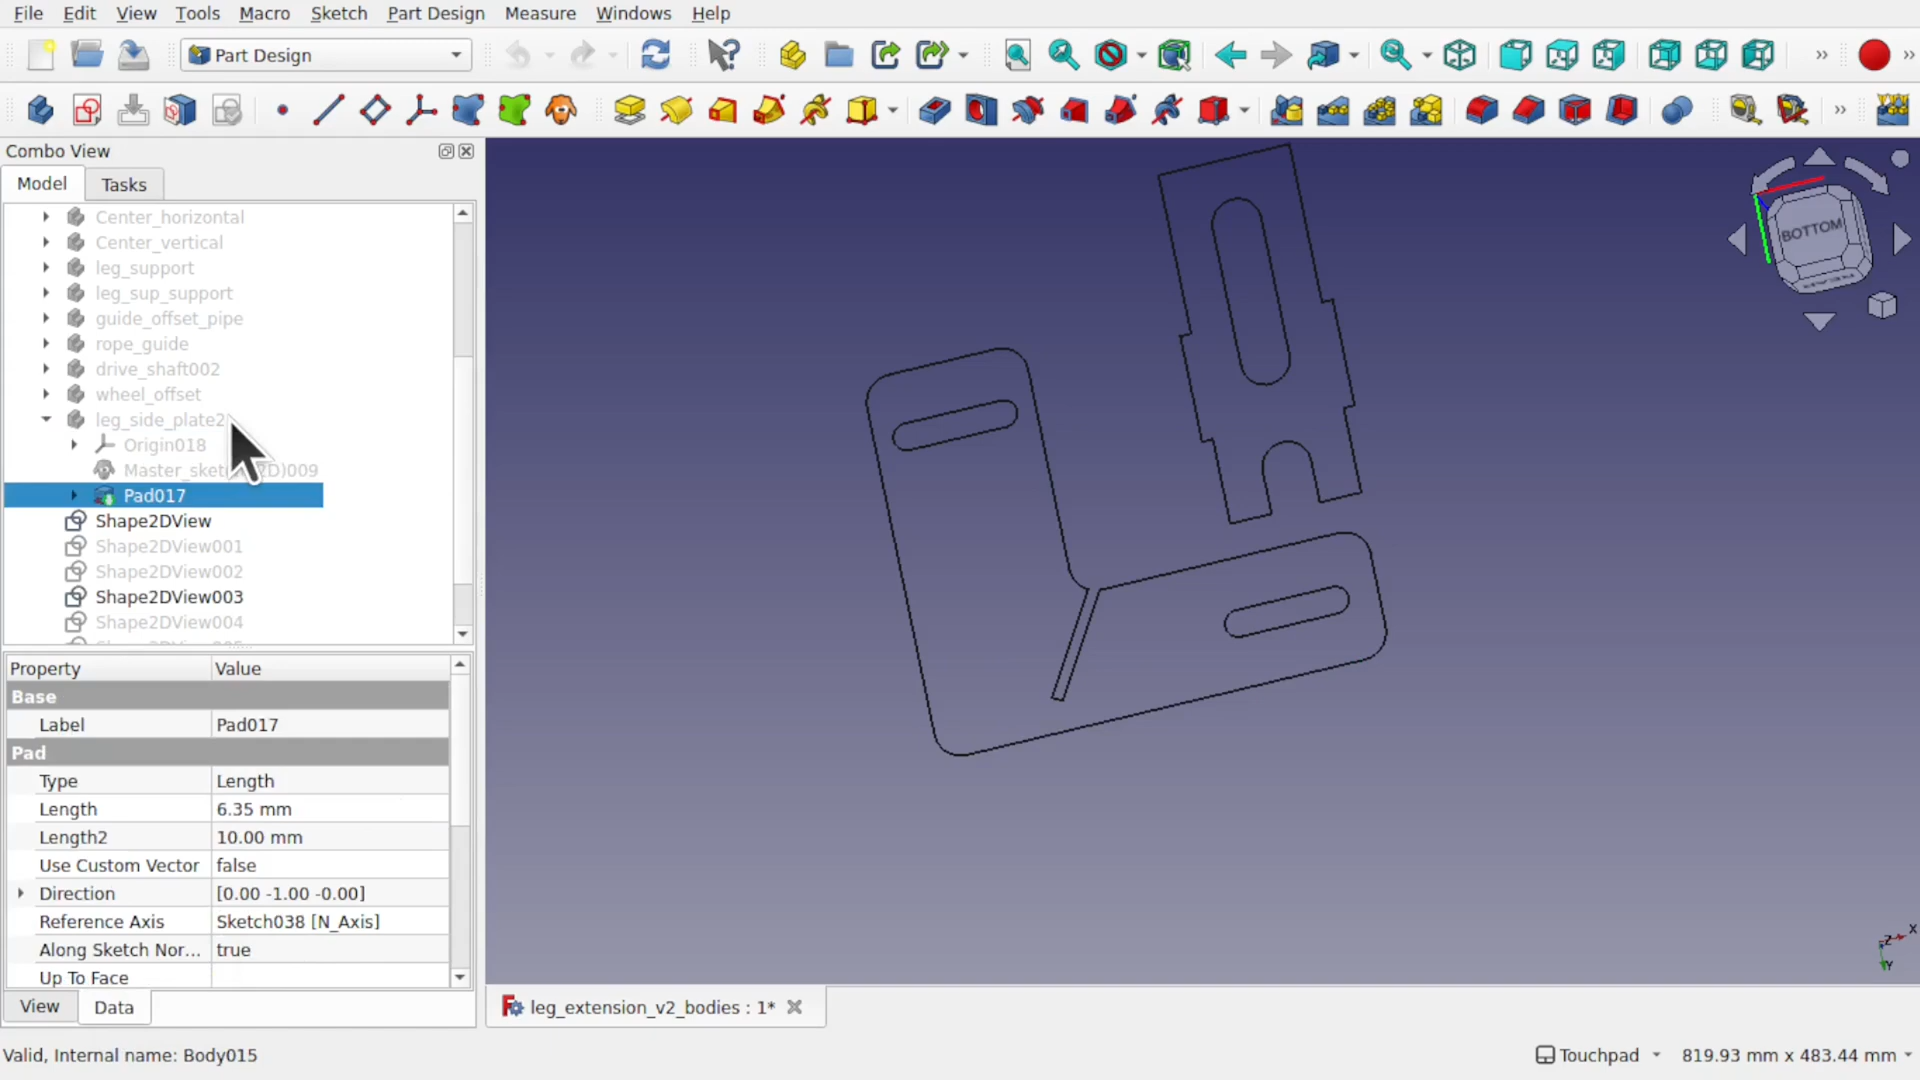 File Edit View Tools Macro Sketch Part Design Measure Windows Help
Part Design
Combo View
Model Tasks
Center_horizontal
Center_vertical
leg_support
leg_sup_support
guide_offset_pipe
rope_guide
drive_shaft002
wheel_offset
leg_side_plate2
Origin018
Pad017
Shape2DView
Shape2DView001
Shape2DView002
Shape2DView003
Shape2DView004
Property Value
Base
Label Pad017
Pad
Type Length
Length 6.35 mm
Length2 10.00 mm
Use Custom Vector false
Direction [0.00 -1.00 -0.00]
Reference Axis Sketch038 [N_Axis]
Along Sketch Nor... true
Up To Face
View Data
BOTTOM
X
Z
Y
leg_extension_v2_bodies : 1*
Valid, Internal name: Body015
Touchpad 819.93 mm x 483.44 mm